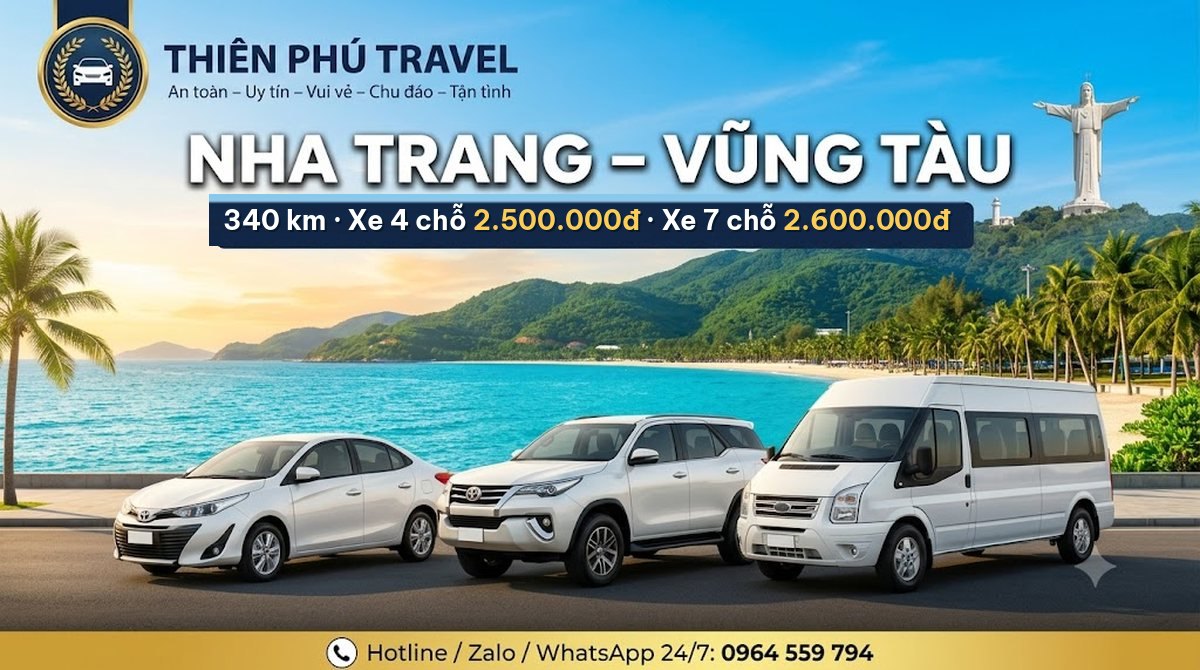 THIÊN PHÚ TRAVEL
An toàn – Uy tín – Vui vẻ – Chu đáo – Tận tình
NHA TRANG – VŨNG TÀU
340 km · Xe 4 chỗ 2.500.000đ · Xe 7 chỗ 2.600.000đ
Hotline / Zalo / WhatsApp 24/7: 0964 559 794